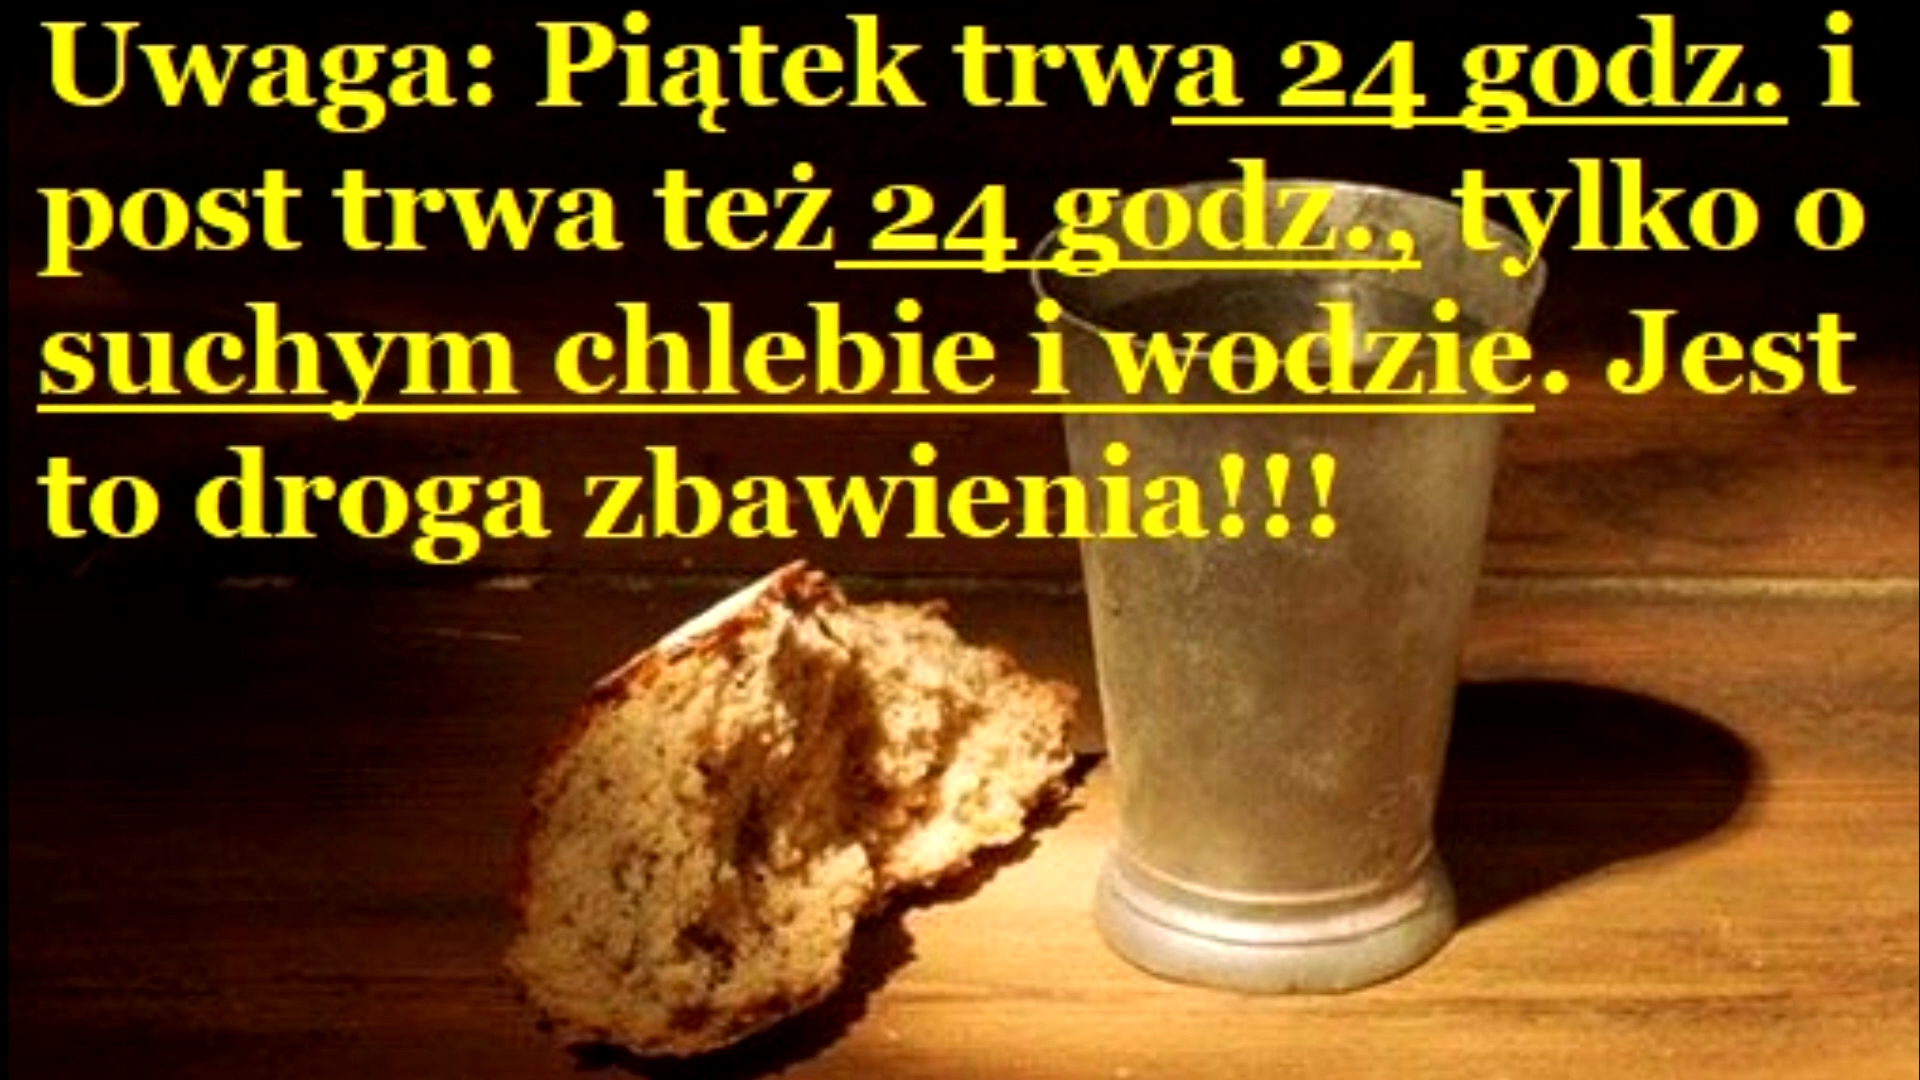 Uwaga: Piątek trwa 24 godz. i
post trwa też 24 godz., tylko o
suchym chlebie i wodzie. Jest
to droga zbawienia!!!